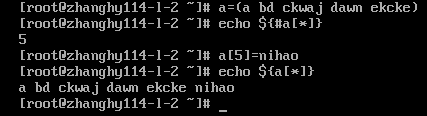 [root@zhanghy114-l-2 ~]# a=(a bd ckwaj dawn ekcke)
[root@zhanghy114-l-2 ~]# echo ${#a[*]}
5
[root@zhanghy114-l-2 ~]# a[5]=nihao
[root@zhanghy114-l-2 ~]# echo ${a[*]}
a bd ckwaj dawn ekcke nihao
[root@zhanghy114-l-2 ~]# _